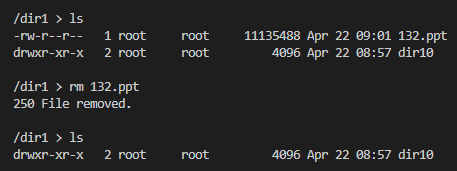 /dir1 > ls
-rw-r--r--   1 root     root     11135488 Apr 22 09:01 132.ppt
drwxr-xr-x   2 root     root         4096 Apr 22 08:57 dir10
/dir1 > rm 132.ppt
250 File removed.
/dir1 > ls
drwxr-xr-x   2 root     root         4096 Apr 22 08:57 dir10